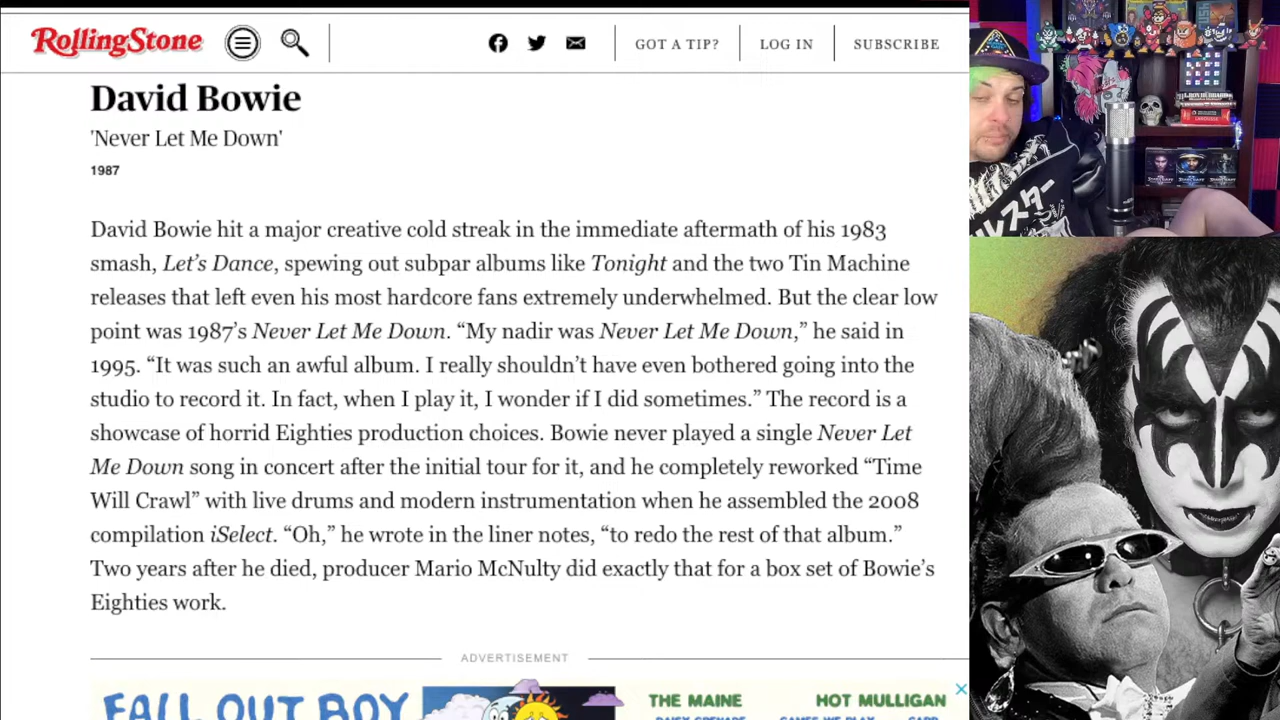 RollingStone
GOT A TIP?
LOG IN
SUBSCRIBE
David Bowie
'Never Let Me Down'
1987
David Bowie hit a major creative cold streak in the immediate aftermath of his 1983
smash, Let’s Dance, spewing out subpar albums like Tonight and the two Tin Machine
releases that left even his most hardcore fans extremely underwhelmed. But the clear low
point was 1987’s Never Let Me Down. “My nadir was Never Let Me Down,” he said in
1995. “It was such an awful album. I really shouldn’t have even bothered going into the
studio to record it. In fact, when I play it, I wonder if I did sometimes.” The record is a
showcase of horrid Eighties production choices. Bowie never played a single Never Let
Me Down song in concert after the initial tour for it, and he completely reworked “Time
Will Crawl” with live drums and modern instrumentation when he assembled the 2008
compilation iSelect. “Oh,” he wrote in the liner notes, “to redo the rest of that album.”
Two years after he died, producer Mario McNulty did exactly that for a box set of Bowie’s
Eighties work.
ADVERTISEMENT
FALL OUT BOY
THE MAINE
HOT MULLIGAN